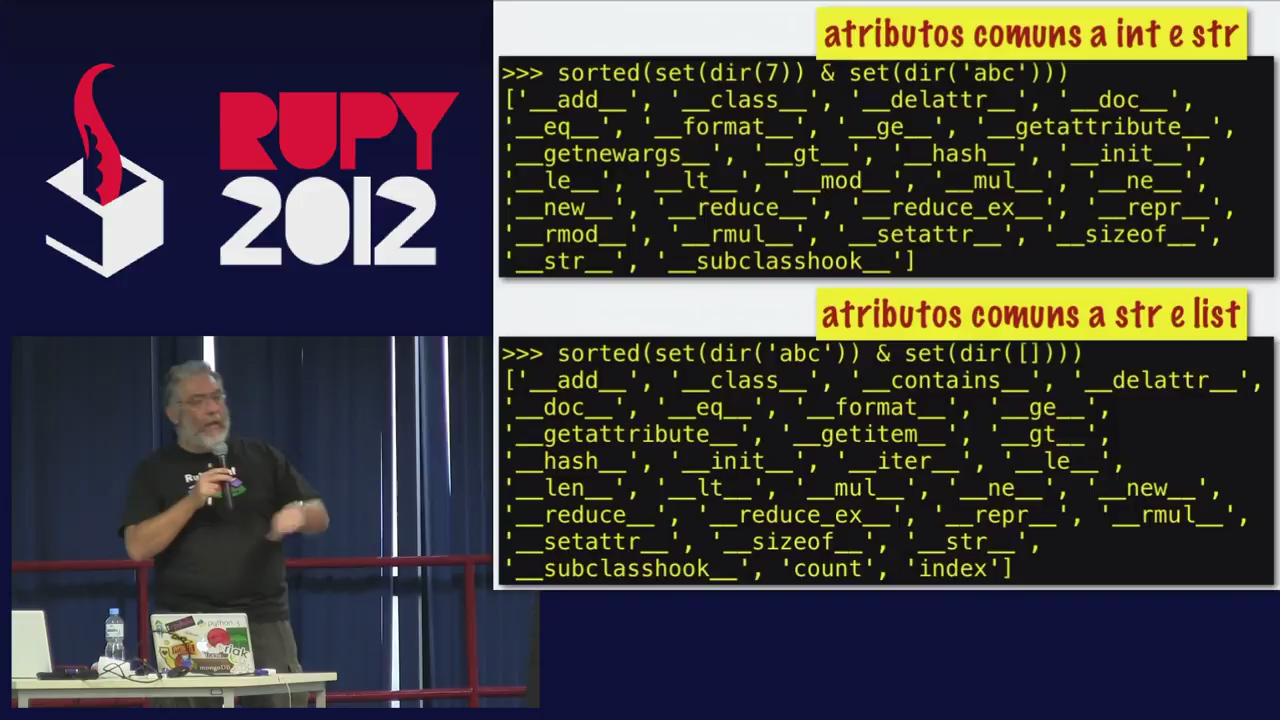 RUPY
2012
atributos comuns a int e str
>>> sorted(set(dir(7)) & set(dir('abc')))
['__add__', '__class__', '__delattr__', '__doc__',
'__eq__', '__format__', '__ge__', '__getattribute__',
'__getnewargs__', '__gt__', '__hash__', '__init__',
'__le__', '__lt__', '__mod__', '__mul__', '__ne__',
'__new__', '__reduce__', '__reduce_ex__', '__repr__',
'__rmod__', '__rmul__', '__setattr__', '__sizeof__',
'__str__', '__subclasshook__']
atributos comuns a str e list
>>> sorted(set(dir('abc')) & set(dir([])))
['__add__', '__class__', '__contains__', '__delattr__',
'__doc__', '__eq__', '__format__', '__ge__',
'__getattribute__', '__getitem__', '__gt__',
'__hash__', '__init__', '__iter__', '__le__',
'__len__', '__lt__', '__mul__', '__ne__', '__new__',
'__reduce__', '__reduce_ex__', '__repr__', '__rmul__',
'__setattr__', '__sizeof__', '__str__',
'__subclasshook__', 'count', 'index']
python
riak
mongoDB